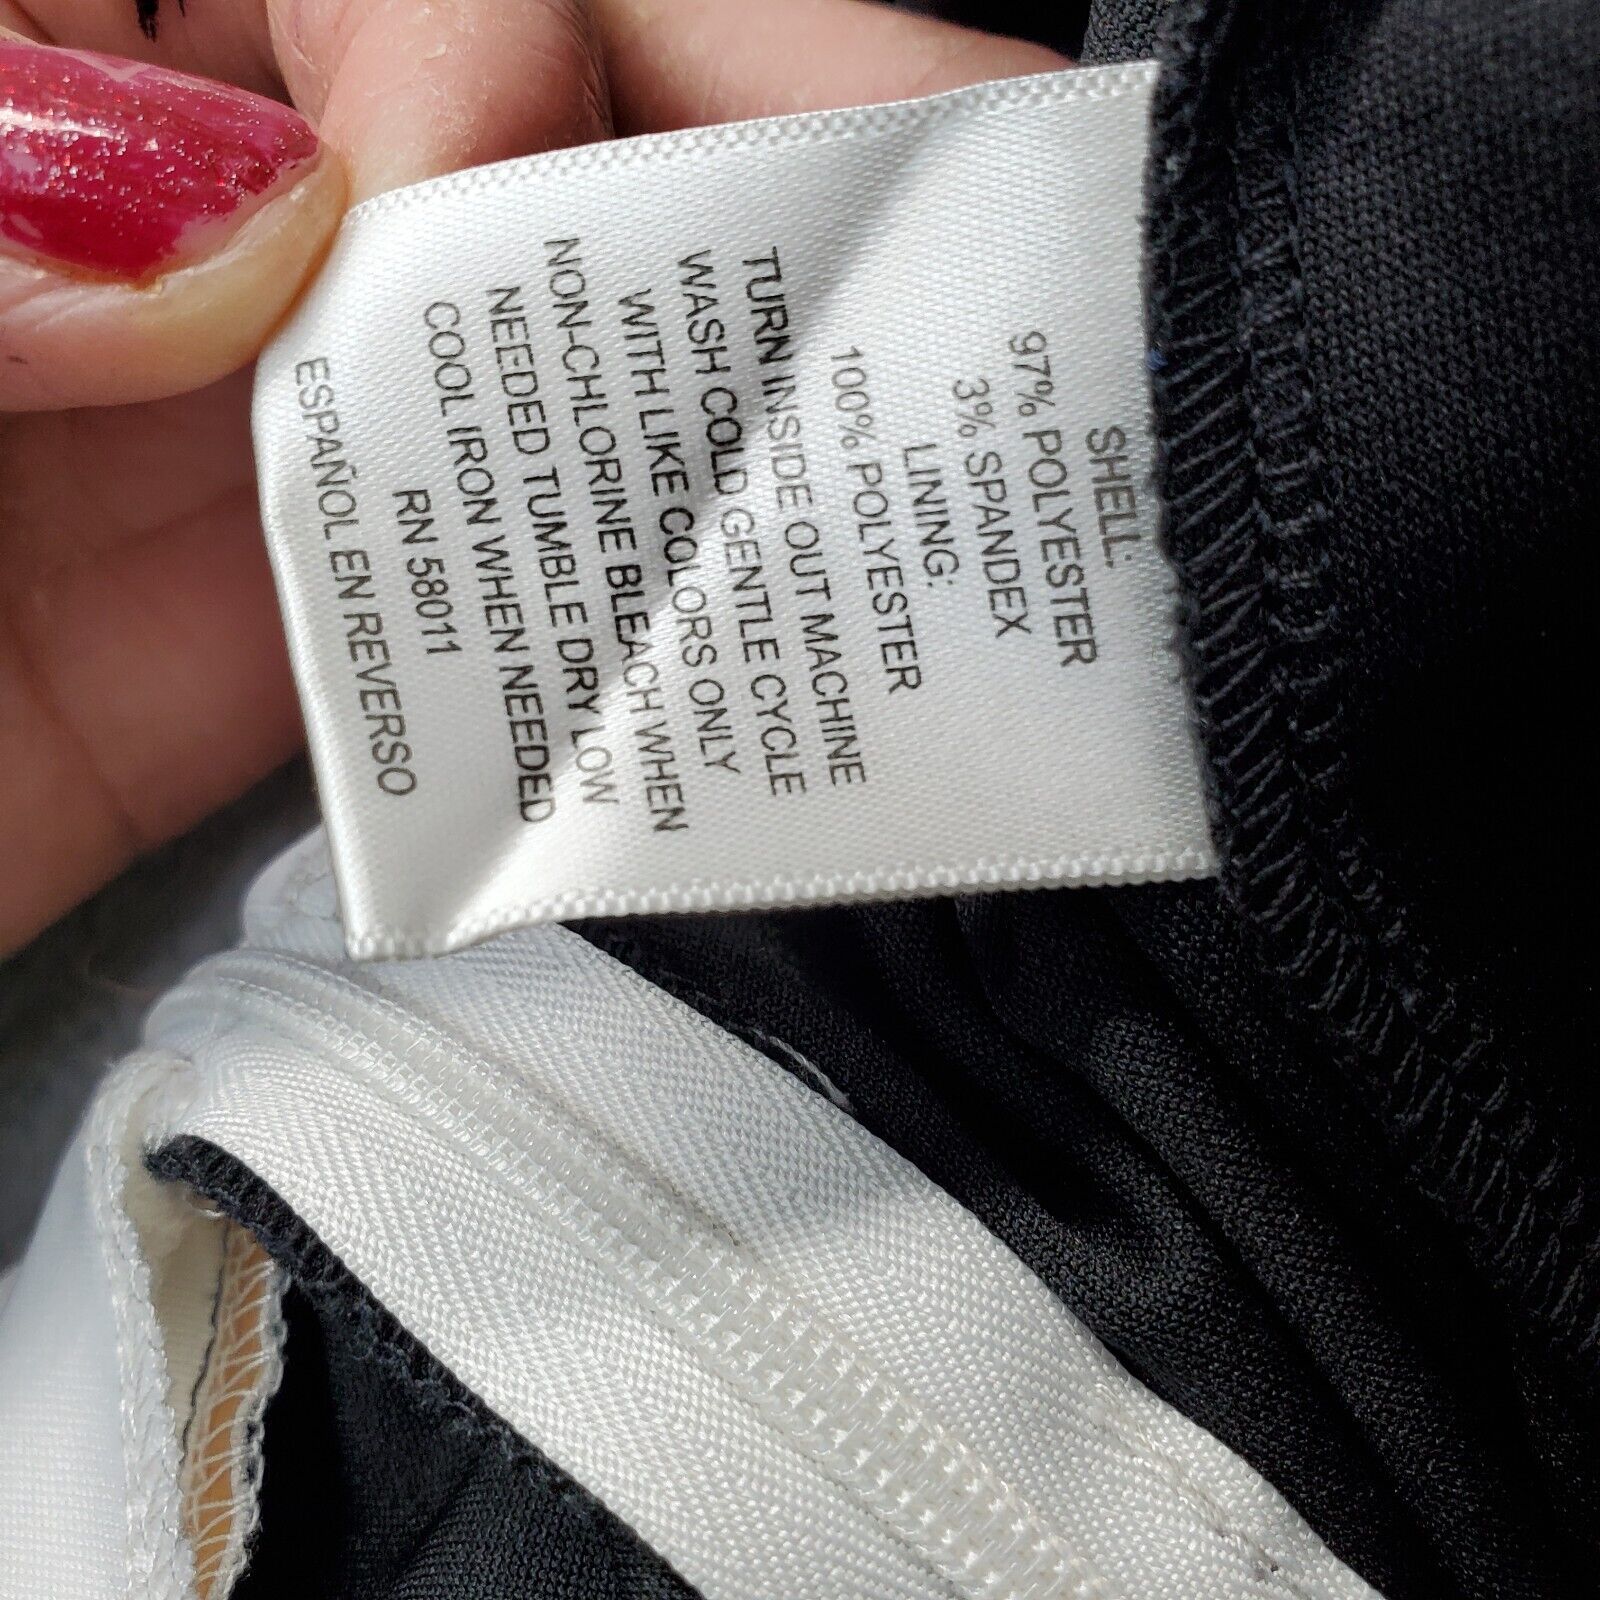 SHELL:
97% POLYESTER
3% SPANDEX
LINING:
100% POLYESTER
TURN INSIDE OUT MACHINE
WASH COLD GENTLE CYCLE
WITH LIKE COLORS ONLY
NON-CHLORINE BLEACH WHEN
NEEDED TUMBLE DRY LOW
COOL IRON WHEN NEEDED
RN 58011
ESPAÑOL EN REVERSO